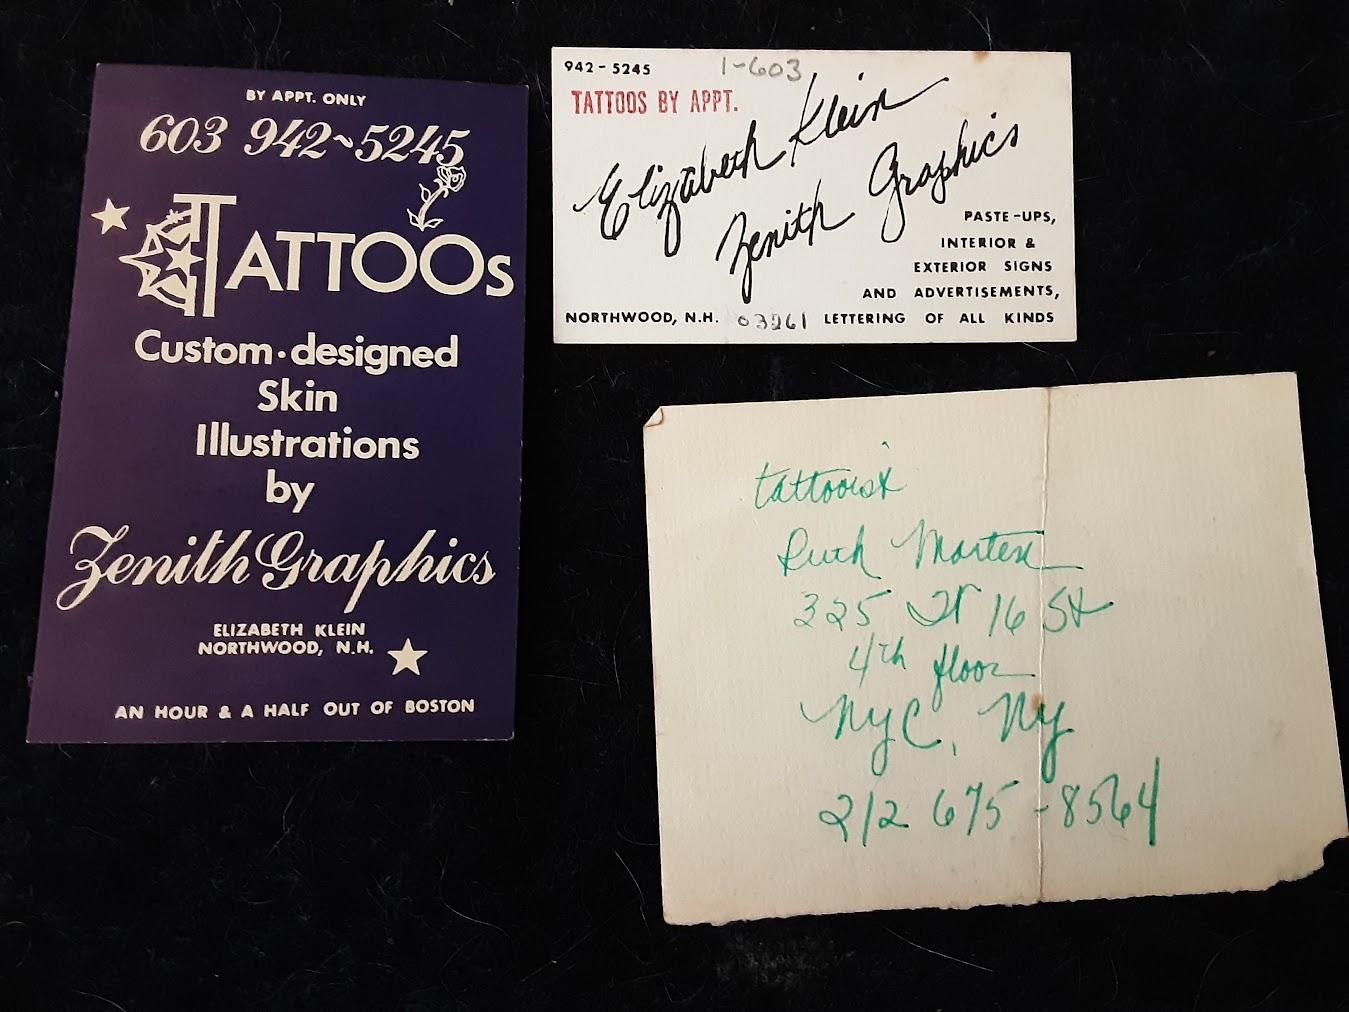 BY APPT. ONLY
603 942~5245
TATTOOS
Custom·designed
Skin
Illustrations
by
Zenith Graphics
ELIZABETH KLEIN
NORTHWOOD, N.H.
AN HOUR & A HALF OUT OF BOSTON
942-5245 1-603
TATTOOS BY APPT.
Elizabeth Klein
Zenith Graphics
PASTE-UPS,
INTERIOR &
EXTERIOR SIGNS
AND ADVERTISEMENTS,
NORTHWOOD, N.H. 03261 LETTERING OF ALL KINDS
tattooist
Ruth Marten
325 W 16 St
4th floor
NYC, NY
212 675-8564